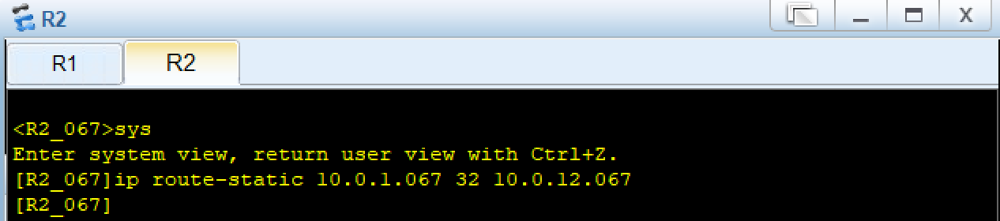 R2
R1 R2
<R2_067>sys
Enter system view, return user view with Ctrl+Z.
[R2_067]ip route-static 10.0.1.067 32 10.0.12.067
[R2_067]